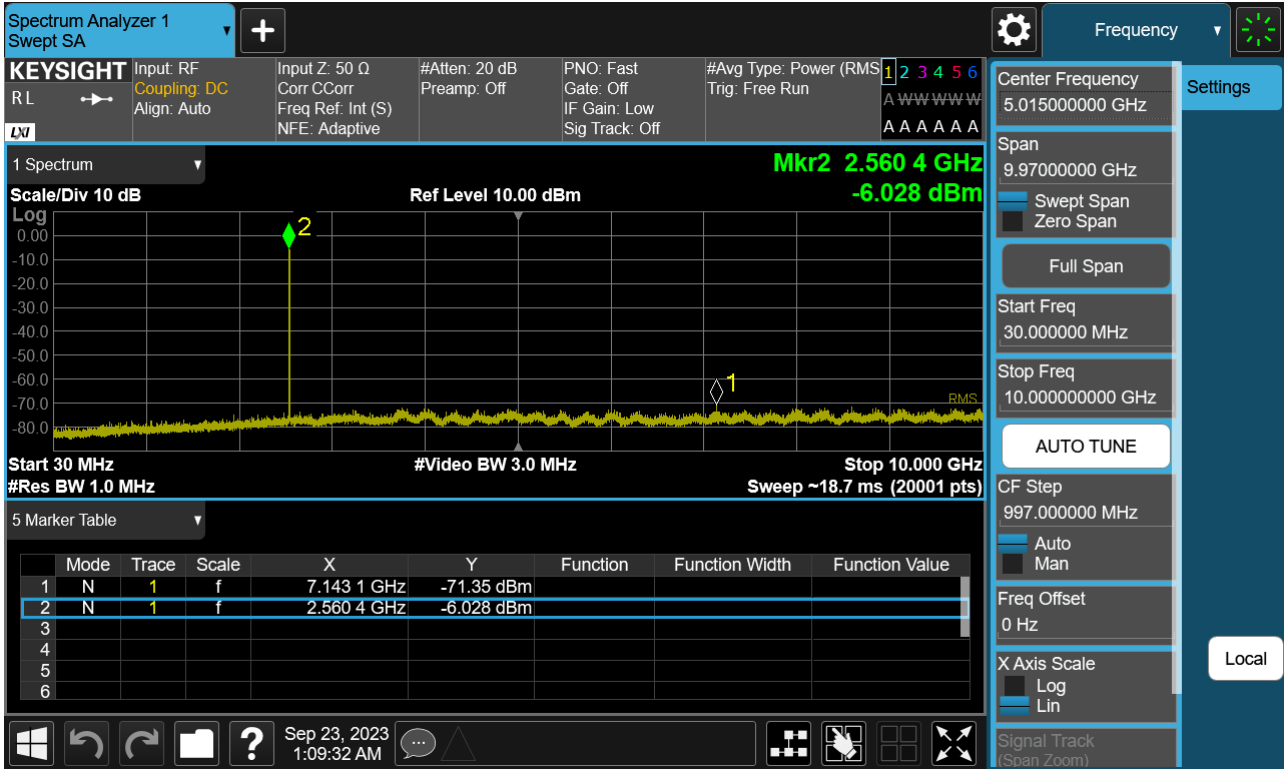 Spectrum Analyzer 1
Swept SA
Frequency
KEYSIGHT
R L
LXI
Input: RF
Coupling: DC
Align: Auto
Input Z: 50 Ω
Corr CCorr
Freq Ref: Int (S)
NFE: Adaptive
#Atten: 20 dB
Preamp: Off
PNO: Fast
Gate: Off
IF Gain: Low
Sig Track: Off
#Avg Type: Power (RMS
Trig: Free Run
1 2 3 4 5 6
A W W W W W
A A A A A A
1 Spectrum
Mkr2 2.560 4 GHz
-6.028 dBm
Scale/Div 10 dB
Ref Level 10.00 dBm
Log
0.00
-10.0
-20.0
-30.0
-40.0
-50.0
-60.0
-70.0
-80.0
2
1
RMS
Start 30 MHz
#Video BW 3.0 MHz
Stop 10.000 GHz
#Res BW 1.0 MHz
Sweep ~18.7 ms (20001 pts)
5 Marker Table
Mode Trace Scale X Y Function Function Width Function Value
1 N 1 f 7.143 1 GHz -71.35 dBm
2 N 1 f 2.560 4 GHz -6.028 dBm
3
4
5
6
?
Sep 23, 2023
1:09:32 AM
Center Frequency
5.015000000 GHz
Span
9.97000000 GHz
Swept Span
Zero Span
Full Span
Start Freq
30.000000 MHz
Stop Freq
10.000000000 GHz
AUTO TUNE
CF Step
997.000000 MHz
Auto
Man
Freq Offset
0 Hz
X Axis Scale
Log
Lin
Signal Track
(Span Zoom)
Settings
Local